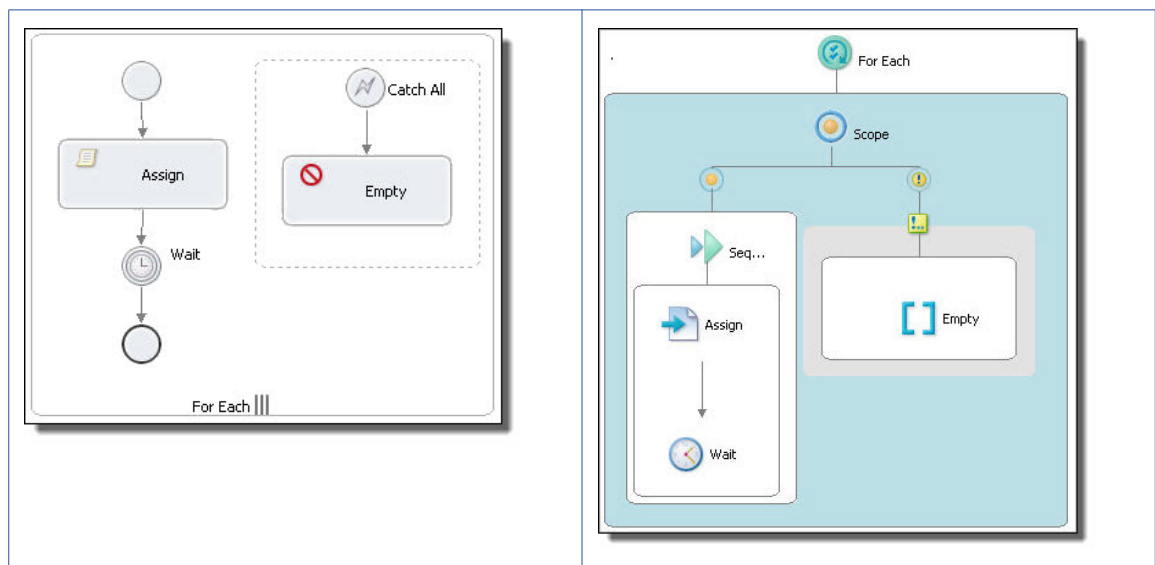 Catch All
Assign
Empty
Wait
For Each
For Each
Scope
Seq...
Assign
Empty
Wait